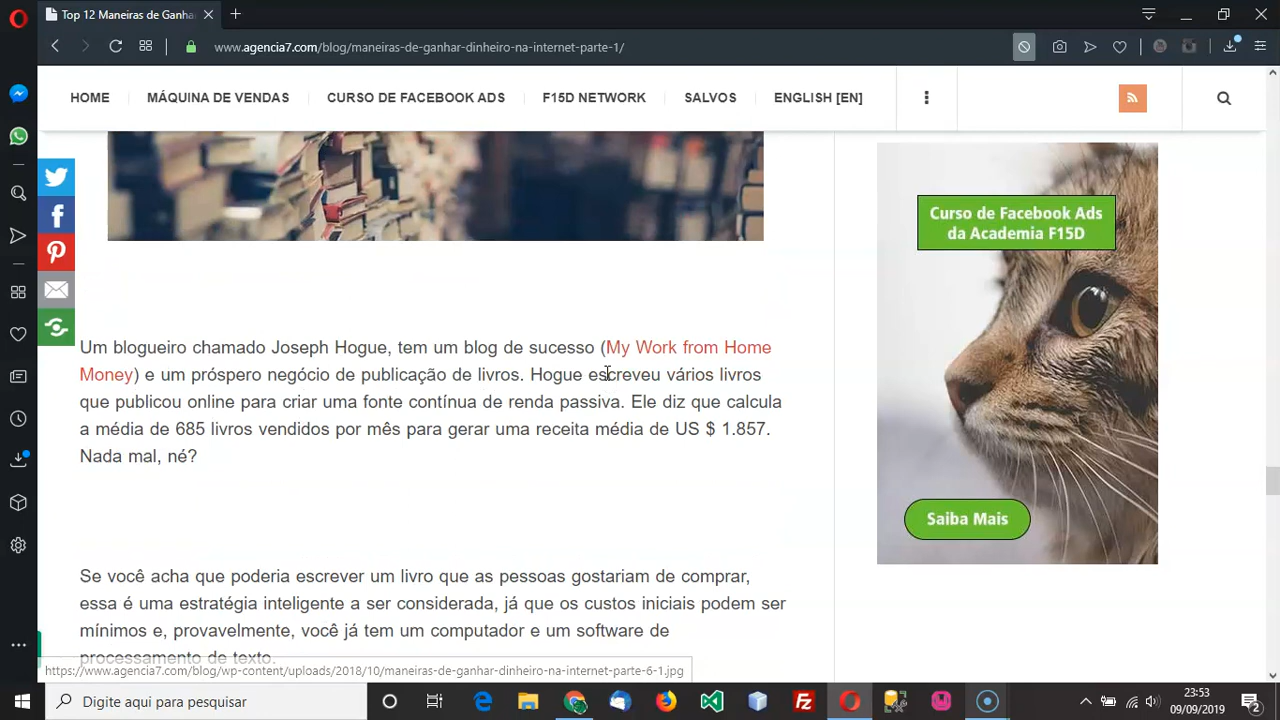 Top 12 Maneiras de Ganha
www.agencia7.com/blog/maneiras-de-ganhar-dinheiro-na-internet-parte-1/
HOME
MÁQUINA DE VENDAS
CURSO DE FACEBOOK ADS
F15D NETWORK
SALVOS
ENGLISH [EN]
Um blogueiro chamado Joseph Hogue, tem um blog de sucesso (My Work from Home
Money) e um próspero negócio de publicação de livros. Hogue escreveu vários livros
que publicou online para criar uma fonte contínua de renda passiva. Ele diz que calcula
a média de 685 livros vendidos por mês para gerar uma receita média de US $ 1.857.
Nada mal, né?
Se você acha que poderia escrever um livro que as pessoas gostariam de comprar,
essa é uma estratégia inteligente a ser considerada, já que os custos iniciais podem ser
mínimos e, provavelmente, você já tem um computador e um software de
processamento de texto.
Curso de Facebook Ads
da Academia F15D
Saiba Mais
https://www.agencia7.com/blog/wp-content/uploads/2018/10/maneiras-de-ganhar-dinheiro-na-internet-parte-6-1.jpg
Digite aqui para pesquisar
23:53
09/09/2019
2